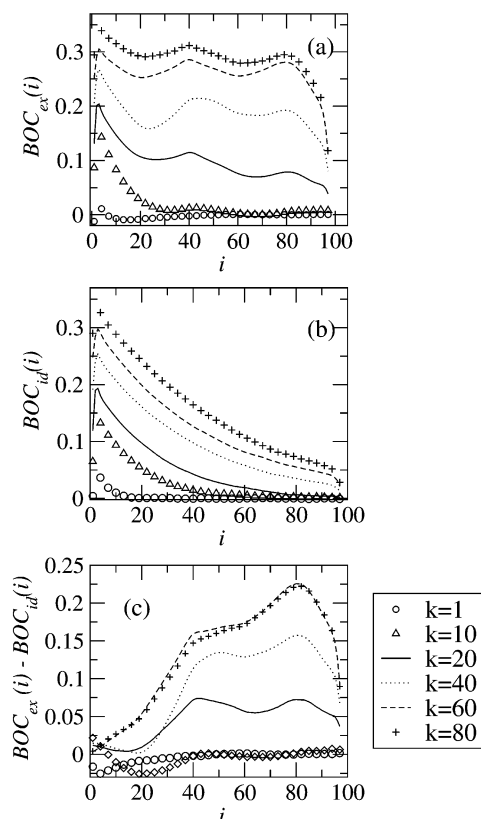 (a)
BOC_ex(i)
0.3
0.2
0.1
0
0 20 40 60 80 100
i
(b)
BOC_id(i)
0.3
0.2
0.1
0
0 20 40 60 80 100
i
(c)
BOC_ex (i) - BOC_id(i)
0.25
0.2
0.15
0.1
0.05
0
0 20 40 60 80 100
i
k=1
k=10
k=20
k=40
k=60
k=80